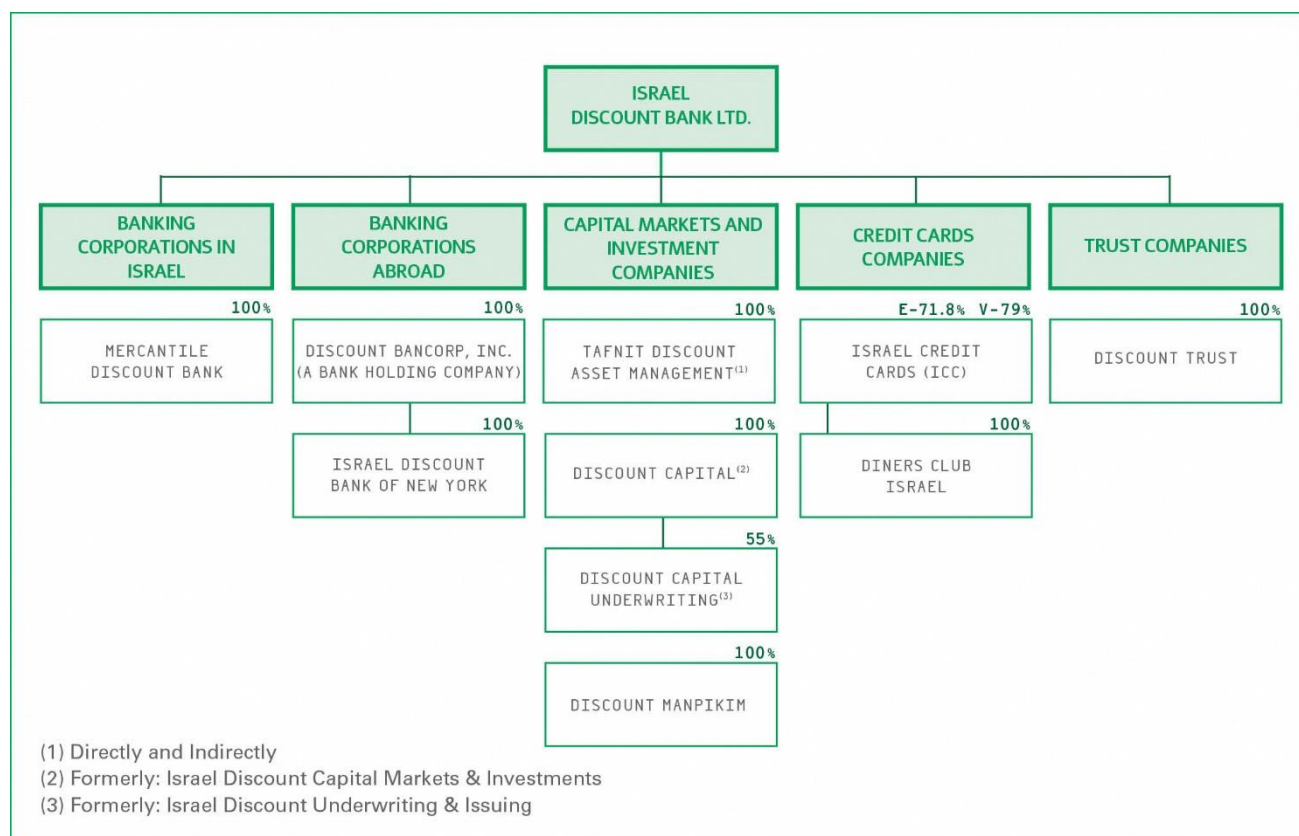 ISRAEL
DISCOUNT BANK LTD.
BANKING
CORPORATIONS IN
ISRAEL
100%
MERCANTILE
DISCOUNT BANK
BANKING
CORPORATIONS
ABROAD
100%
DISCOUNT BANCORP, INC.
(A BANK HOLDING COMPANY)
100%
ISRAEL DISCOUNT
BANK OF NEW YORK
CAPITAL MARKETS AND
INVESTMENT
COMPANIES
100%
TAFNIT DISCOUNT
ASSET MANAGEMENT(1)
100%
DISCOUNT CAPITAL(2)
55%
DISCOUNT CAPITAL
UNDERWRITING(3)
100%
DISCOUNT MANPIKIM
CREDIT CARDS
COMPANIES
E-71.8% V-79%
ISRAEL CREDIT
CARDS (ICC)
100%
DINERS CLUB
ISRAEL
TRUST COMPANIES
100%
DISCOUNT TRUST
(1) Directly and Indirectly
(2) Formerly: Israel Discount Capital Markets & Investments
(3) Formerly: Israel Discount Underwriting & Issuing